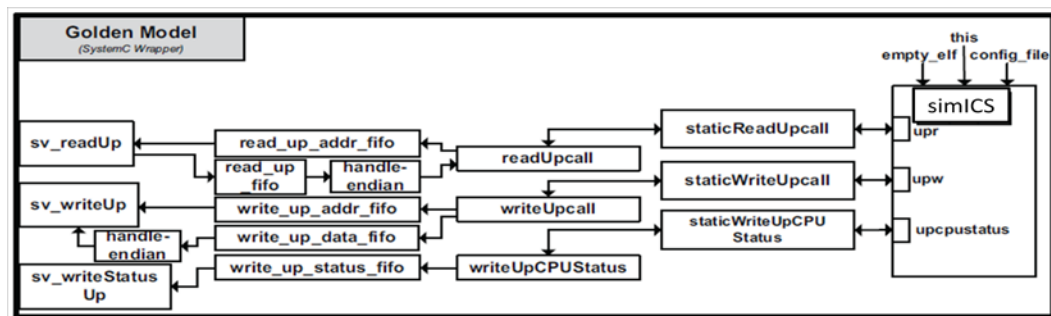 Golden Model
(SystemC Wrapper)
this
empty_elf
config_file
simICS
sv_readUp
read_up_addr_fifo
staticReadUpcall
upr
readUpcall
read_up
_fifo
handle-
endian
staticWriteUpcall
upw
sv_writeUp
write_up_addr_fifo
writeUpcall
handle-
endian
write_up_data_fifo
staticWriteUpCPU
Status
upcpustatus
sv_writeStatus
Up
write_up_status_fifo
writeUpCPUStatus